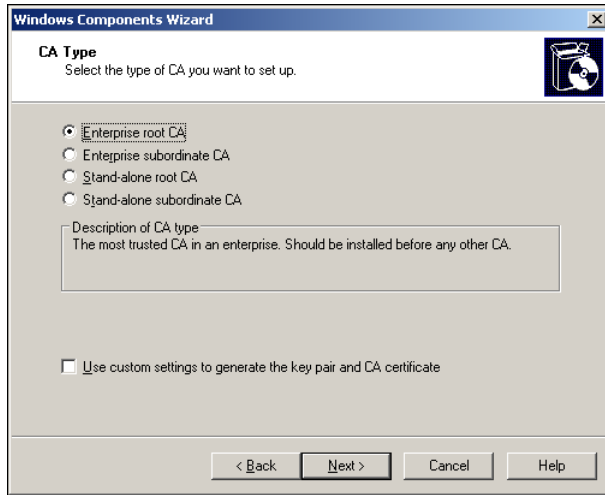 Windows Components Wizard
CA Type
Select the type of CA you want to set up.
Enterprise root CA
Enterprise subordinate CA
Stand-alone root CA
Stand-alone subordinate CA
Description of CA type
The most trusted CA in an enterprise. Should be installed before any other CA.
Use custom settings to generate the key pair and CA certificate
< Back Next > Cancel Help